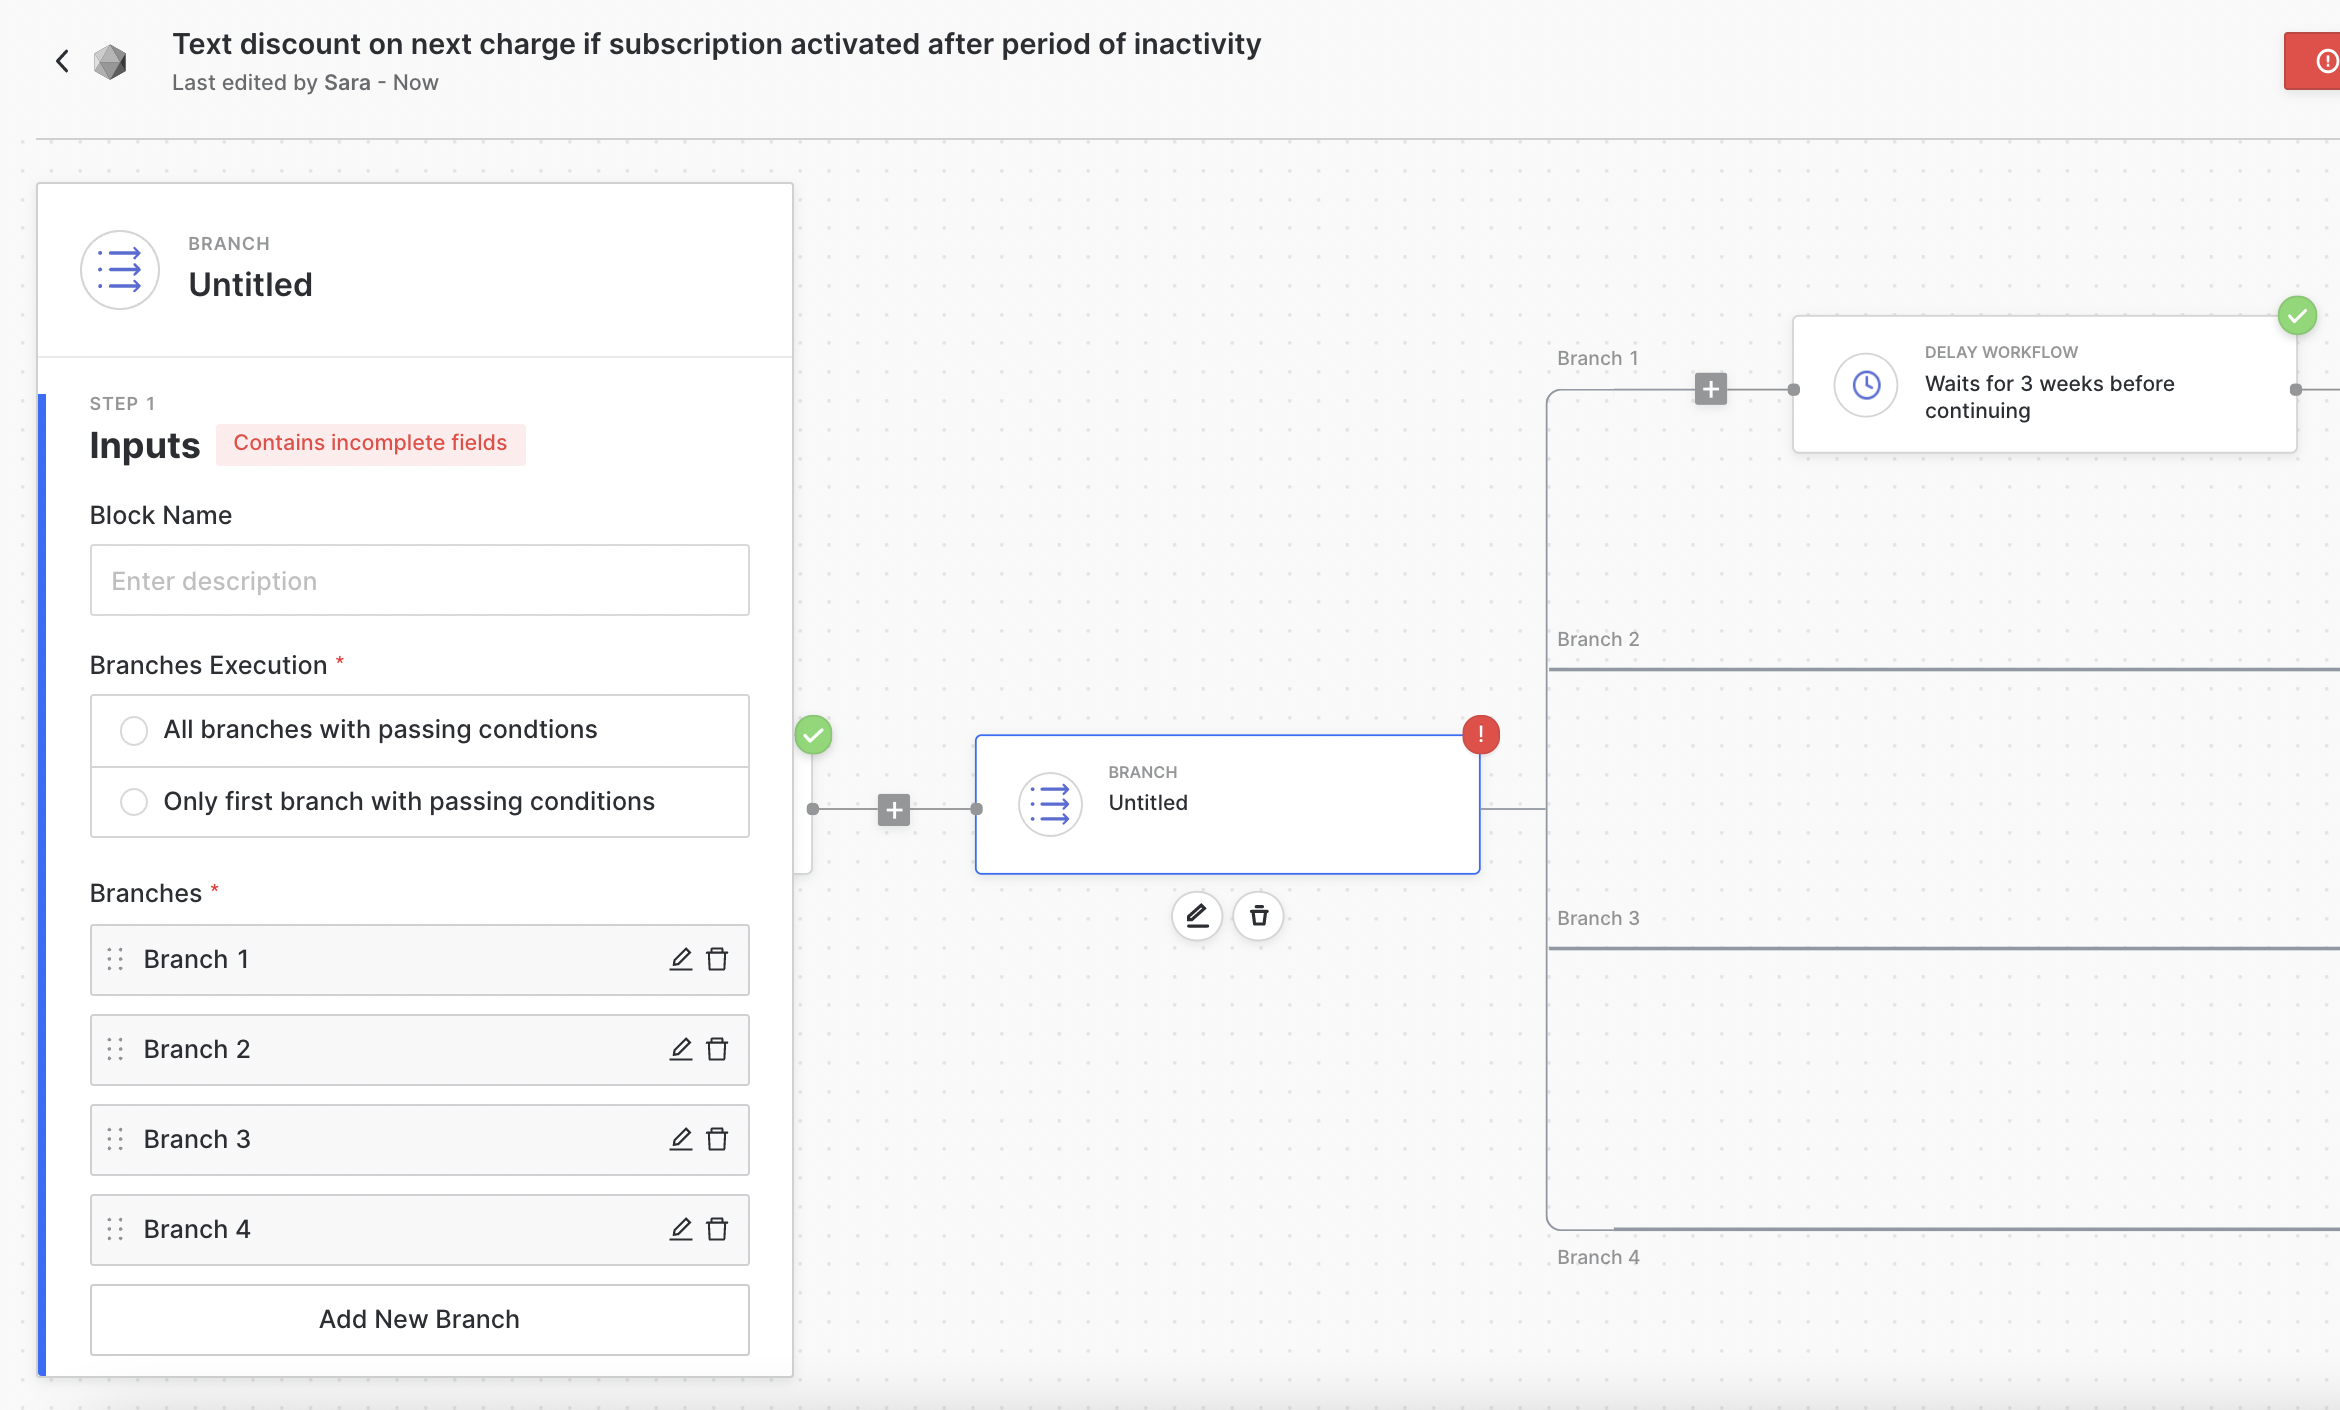 Text discount on next charge if subscription activated after period of inactivity
Last edited by Sara - Now
BRANCH
Untitled
STEP 1
Inputs
Contains incomplete fields
Block Name
Enter description
Branches Execution *
All branches with passing condtions
Only first branch with passing conditions
Branches *
Branch 1
Branch 2
Branch 3
Branch 4
Add New Branch
BRANCH
Untitled
Branch 1
DELAY WORKFLOW
Waits for 3 weeks before
continuing
Branch 2
Branch 3
Branch 4